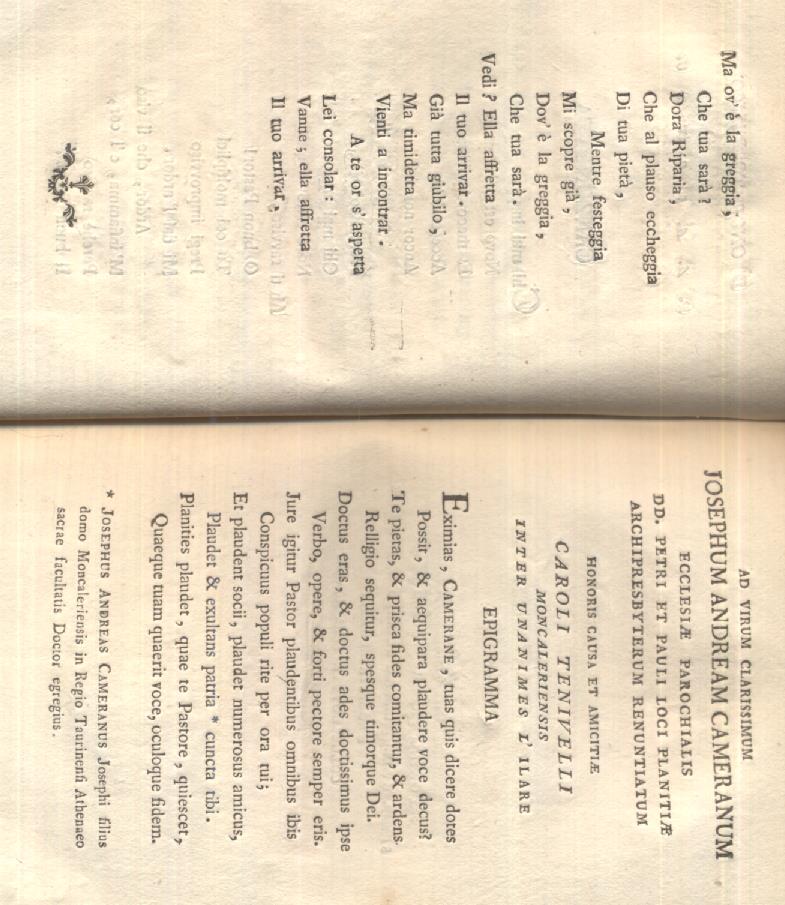 Ma ov' è la greggia,
Che tua sarà?
Dora Riparia,
Che al plauso eccheggia
Di tua pietà,
Mentre festeggia
Mi scopre già,
Dov' è la greggia,
Che tua sarà.
Vedi? Ella affretta
Il tuo arrivar.
Già tutta giubilo,
Ma timidetta
Vienti a incontrar.
A te or s' aspetta
Lei consolar:
Vanne; ella affretta
Il tuo arrivar.
AD VIRUM CLARISSIMUM
JOSEPHUM ANDREAM CAMERANUM
ECCLESIÆ PAROCHIALIS
DD. PETRI ET PAULI LOCI PLANITIÆ
ARCHIPRESBYTERUM RENUNTIATUM
HONORIS CAUSA ET AMICITIÆ
CAROLI TENIVELLI
MONCALERIENSIS
INTER UNANIMES L' ILARE
EPIGRAMMA
Eximias, CAMERANE, tuas quis dicere dotes
Possit, & aequipara plaudere voce decus?
Te pietas, & prisca fides comitantur, & ardens
Relligio sequitur, spesque timorque Dei.
Doctus eras, & doctus ades doctissimus ipse
Verbo, opere, & forti pectore semper eris.
Jure igitur Pastor plaudentibus omnibus ibis
Conspicuus populi rite per ora tui;
Et plaudent socii, plaudet numerosus amicus,
Plaudet & exultans patria * cuncta tibi.
Planities plaudet, quae te Pastore, quiescet,
Quaeque tuam quaerit voce, oculoque fidem.
* JOSEPHUS ANDREAS CAMERANUS Josephi filius
domo Moncaleriensis in Regio Taurinensi Athenaeo
sacrae facultatis Doctor egregius.